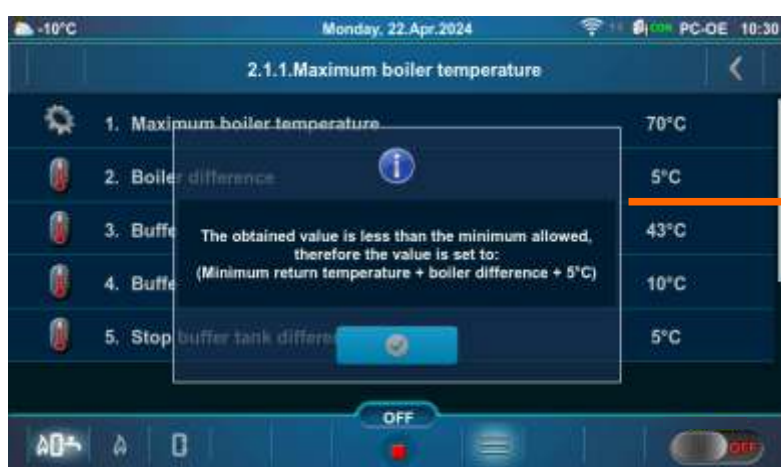 -10°C Monday, 22.Apr.2024 PC-OE 10:30
2.1.1.Maximum boiler temperature
1. Maximum boiler temperature 70°C
2. Boiler difference 5°C
3. Buffe 43°C
4. Buffe 10°C
5. Stop buffer tank differe 5°C
The obtained value is less than the minimum allowed,
therefore the value is set to:
(Minimum return temperature + boiler difference + 5°C)
OFF
OFF